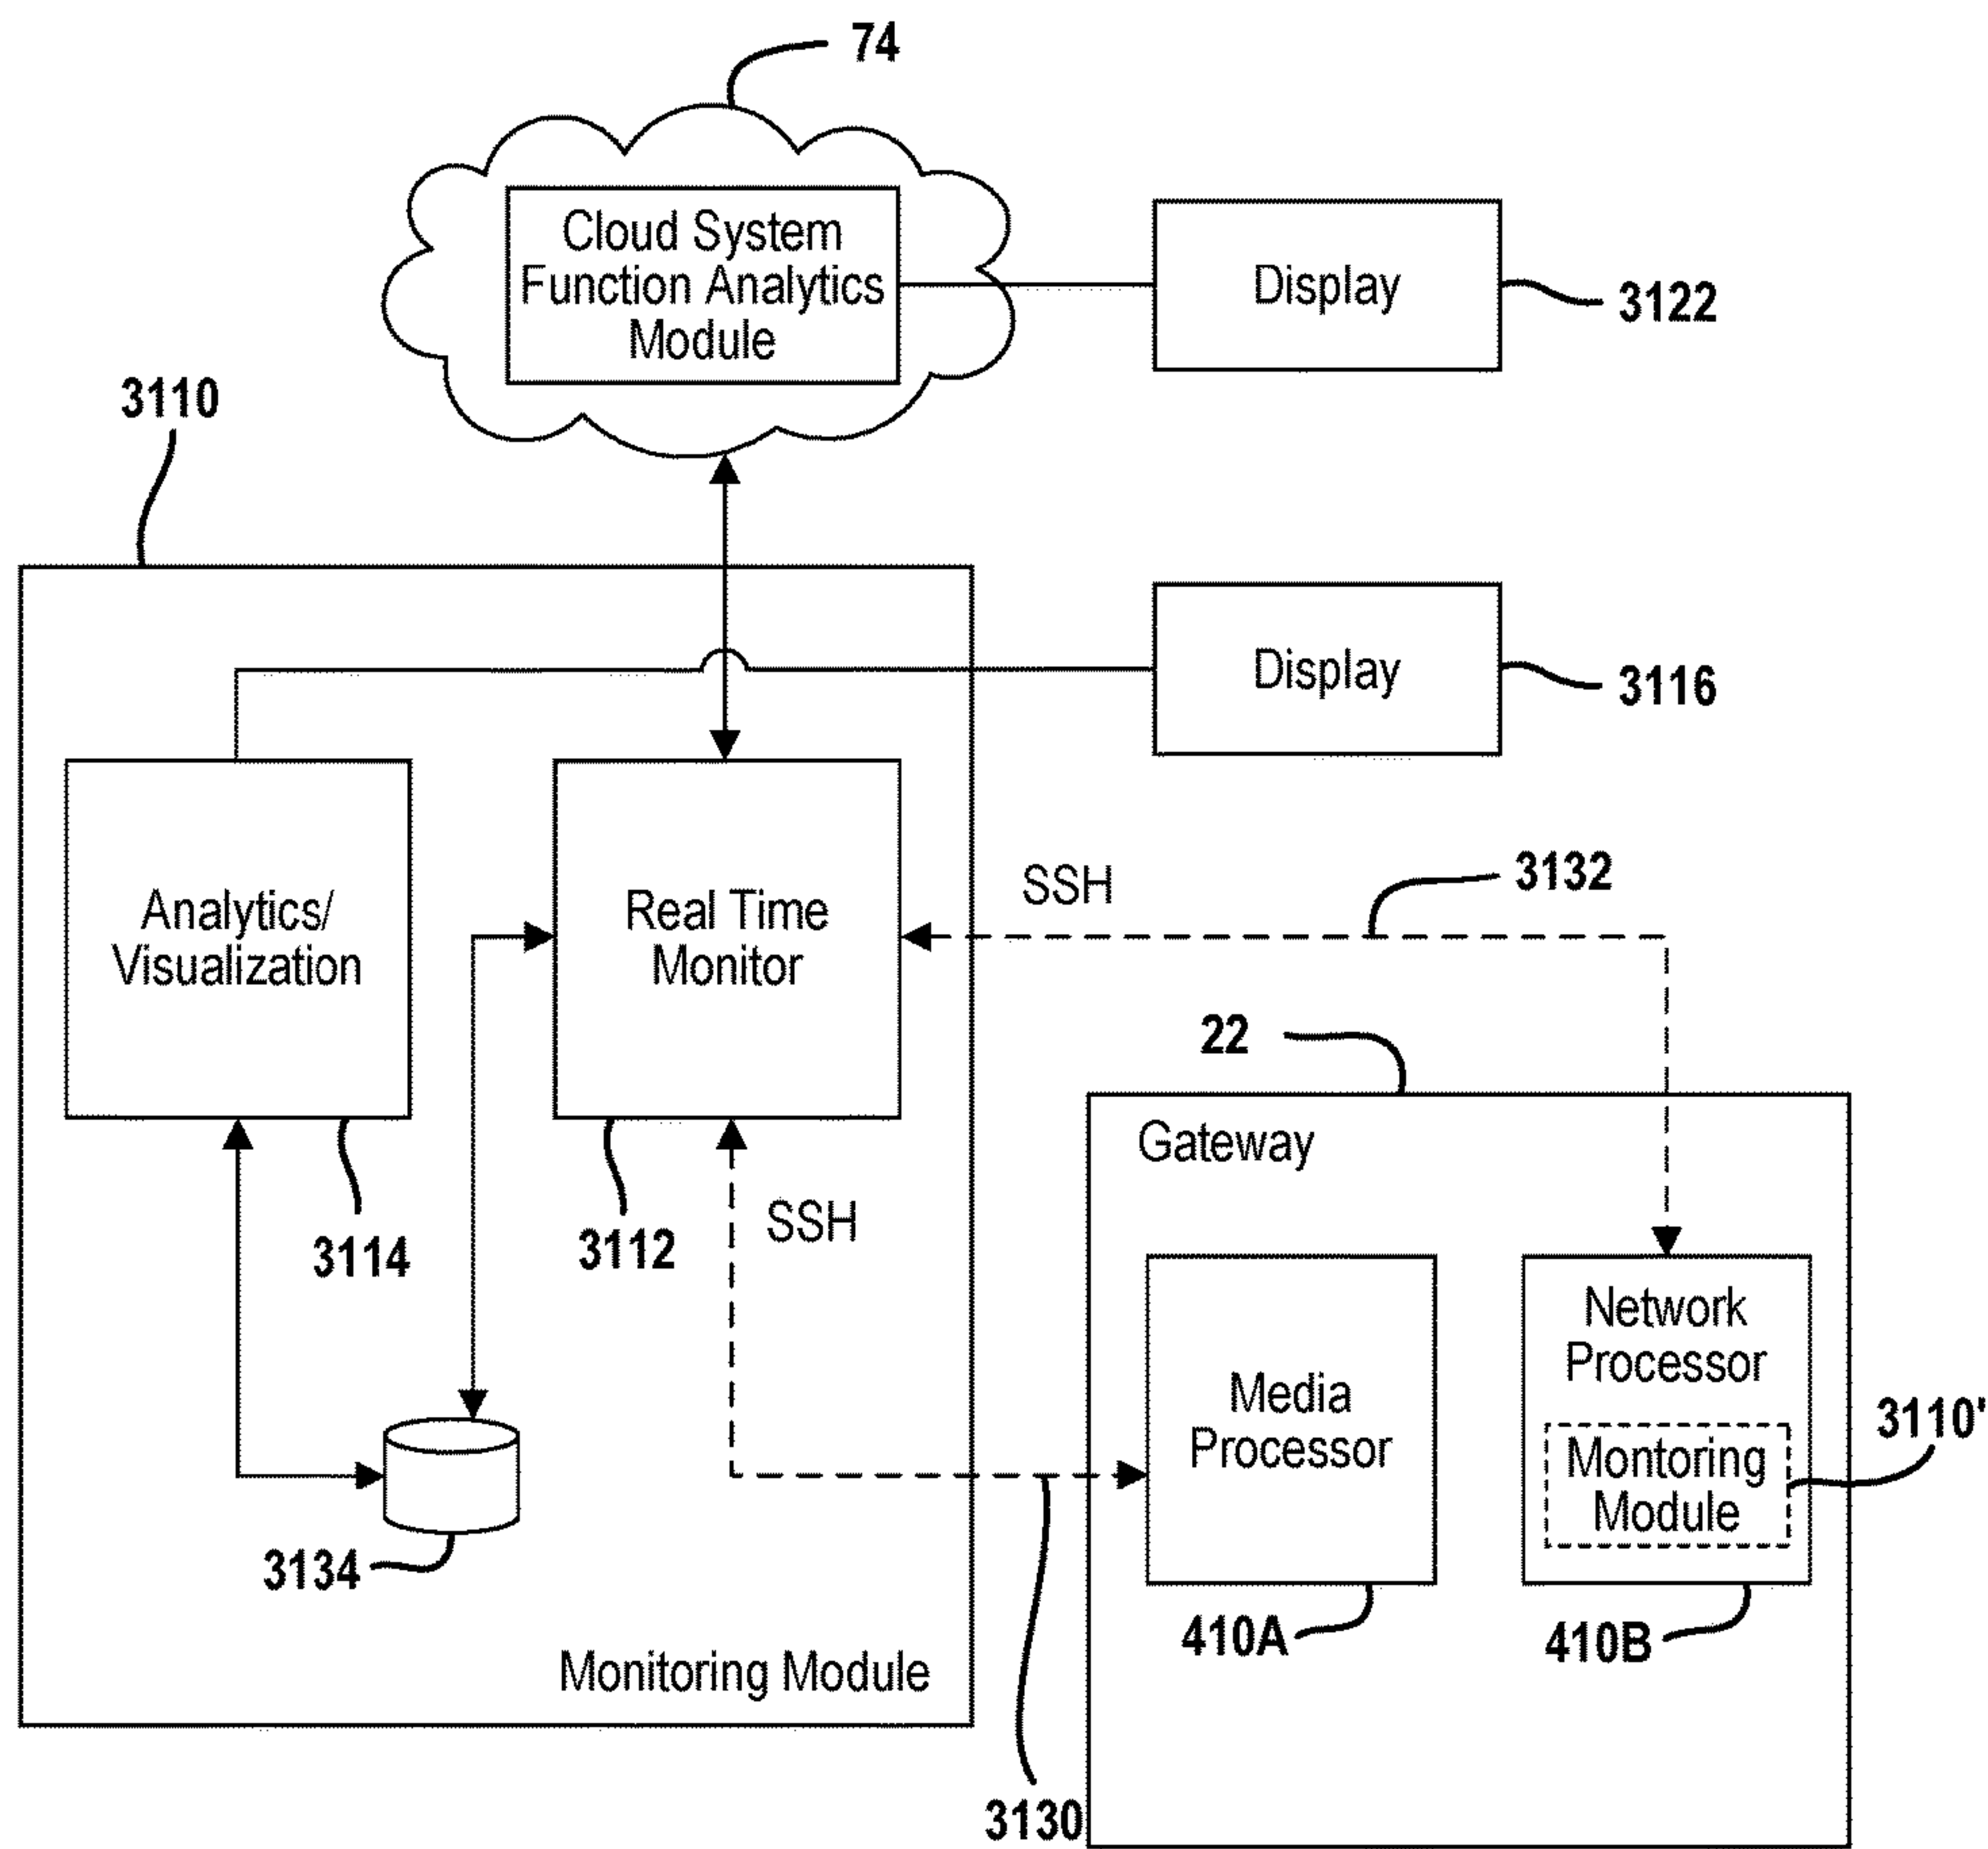 74
Cloud System
Function Analytics
Module
Display
3122
3110
Display
3116
Analytics/
Visualization
Real Time
Monitor
SSH
3132
22
Gateway
3114
3112
SSH
Media
Processor
Network
Processor
Montoring
Module
3110'
3134
410A
410B
Monitoring Module
3130